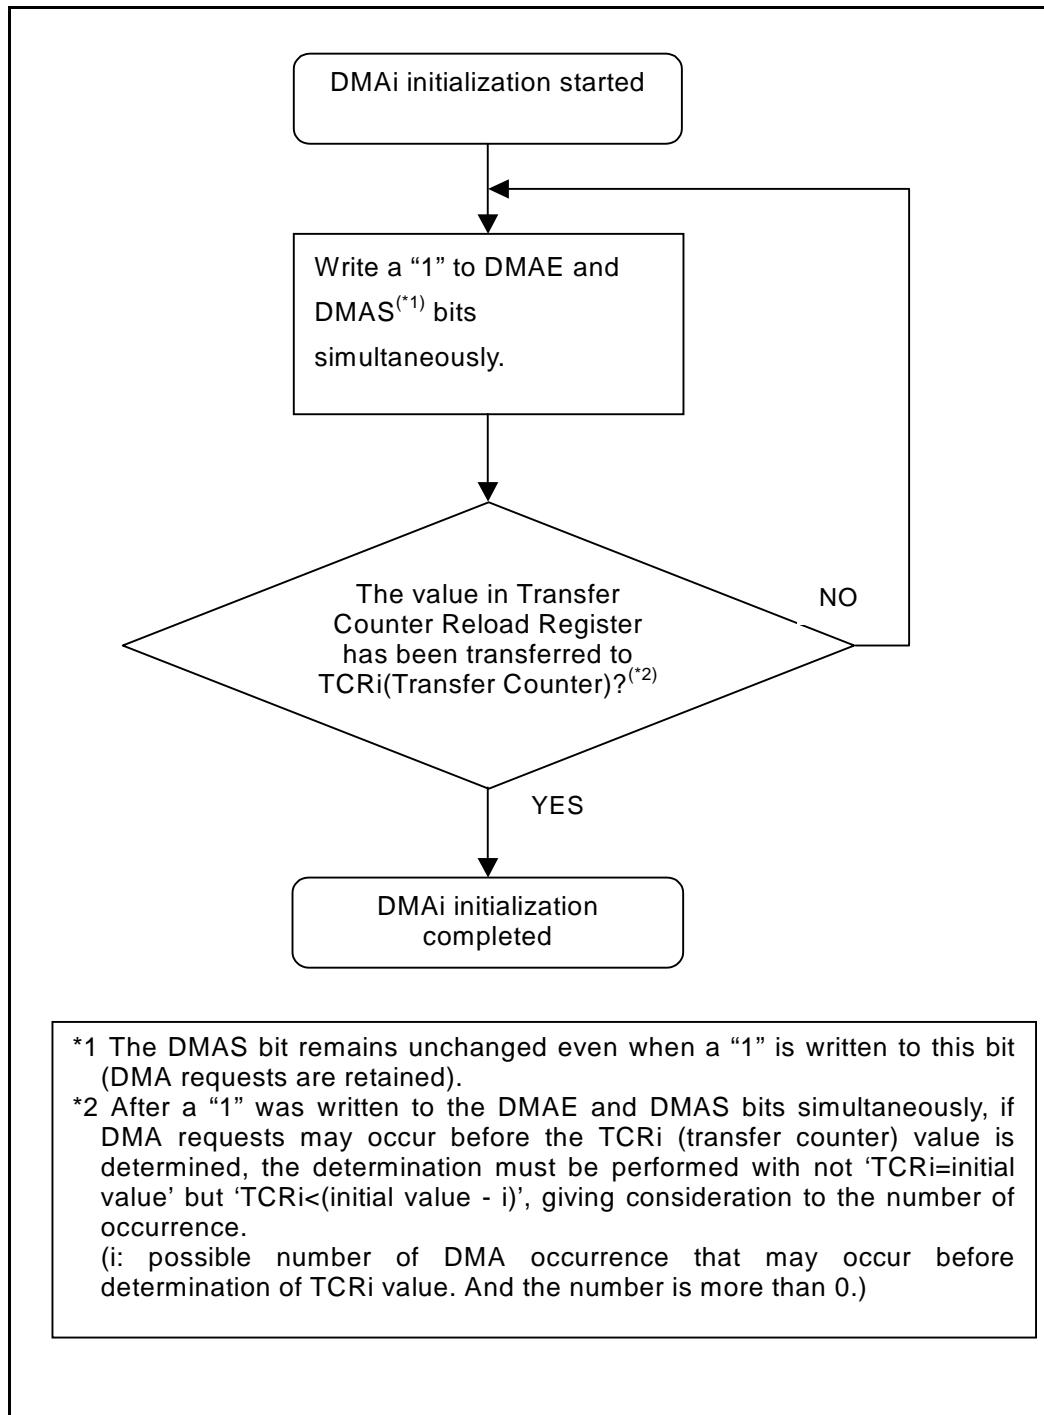 DMAi initialization started
Write a “1” to DMAE and
DMAS(*1) bits
simultaneously.
The value in Transfer
Counter Reload Register
has been transferred to
TCRi(Transfer Counter)?(*2)
NO
YES
DMAi initialization
completed
*1 The DMAS bit remains unchanged even when a “1” is written to this bit
(DMA requests are retained).
*2 After a “1” was written to the DMAE and DMAS bits simultaneously, if
DMA requests may occur before the TCRi (transfer counter) value is
determined, the determination must be performed with not ‘TCRi=initial
value’ but ‘TCRi<(initial value - i)’, giving consideration to the number of
occurrence.
(i: possible number of DMA occurrence that may occur before
determination of TCRi value. And the number is more than 0.)